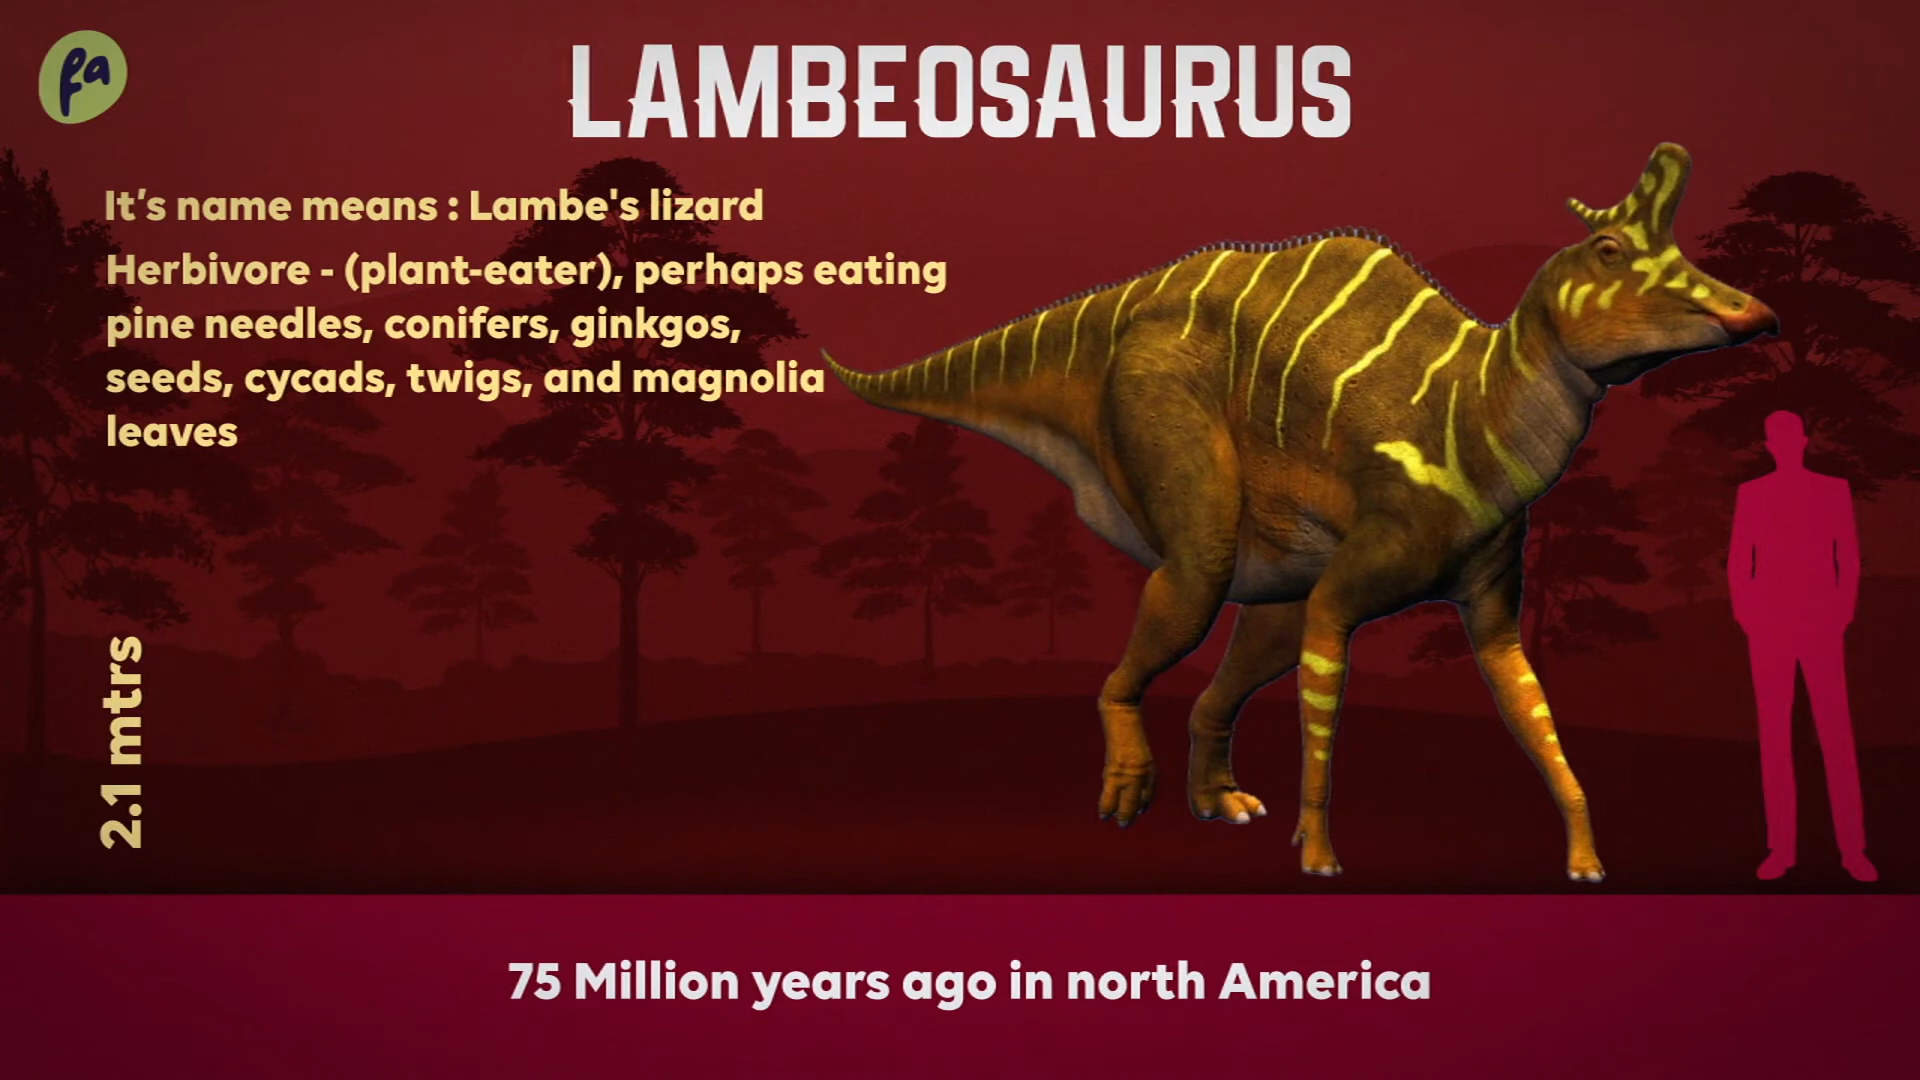 fa
LAMBEOSAURUS
It’s name means : Lambe's lizard
Herbivore - (plant-eater), perhaps eating
pine needles, conifers, ginkgos,
seeds, cycads, twigs, and magnolia
leaves
2.1 mtrs
75 Million years ago in north America